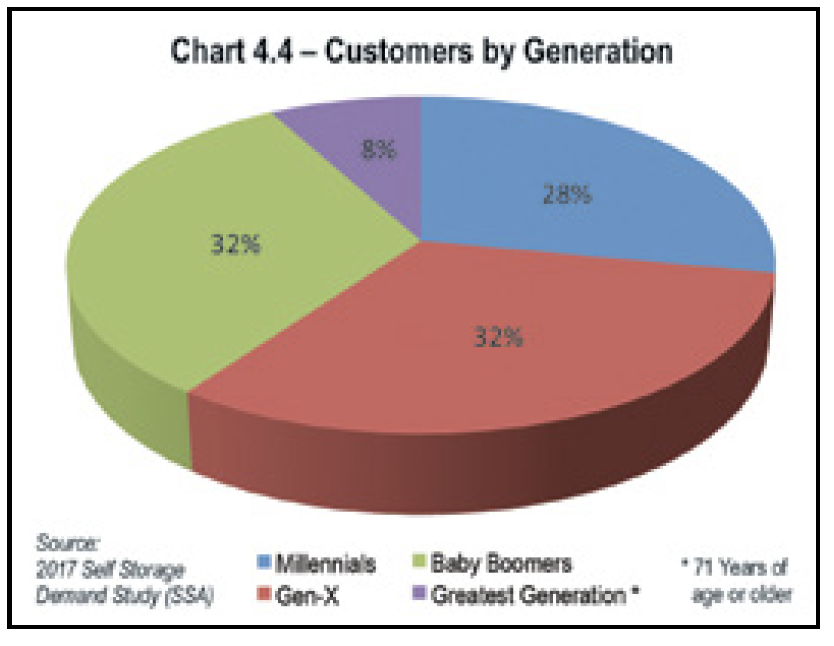 Chart 4.4 – Customers by Generation
8%
28%
32%
32%
Source:
2017 Self Storage
Demand Study (SSA)
Millennials
Baby Boomers
Gen-X
Greatest Generation *
* 71 Years of
age or older